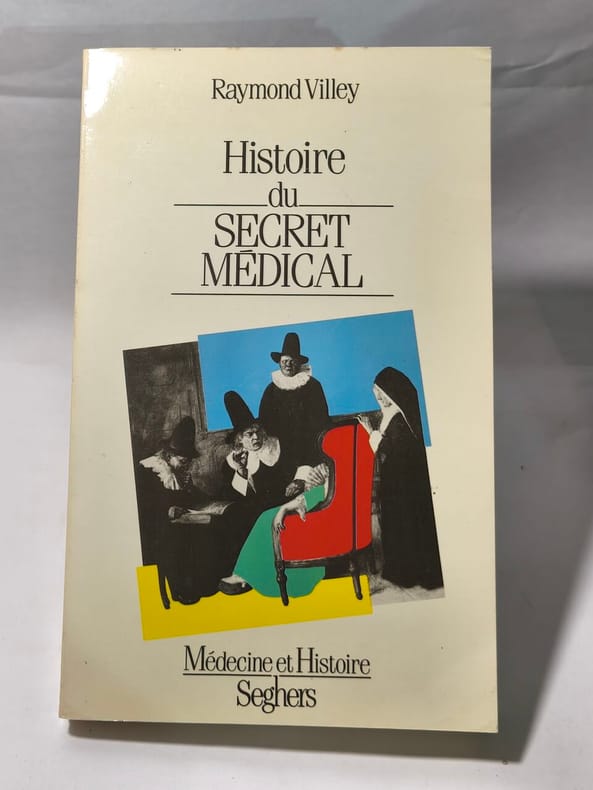 Raymond Villey
Histoire
du
SECRET
MÉDICAL
Médecine et Histoire
Seghers